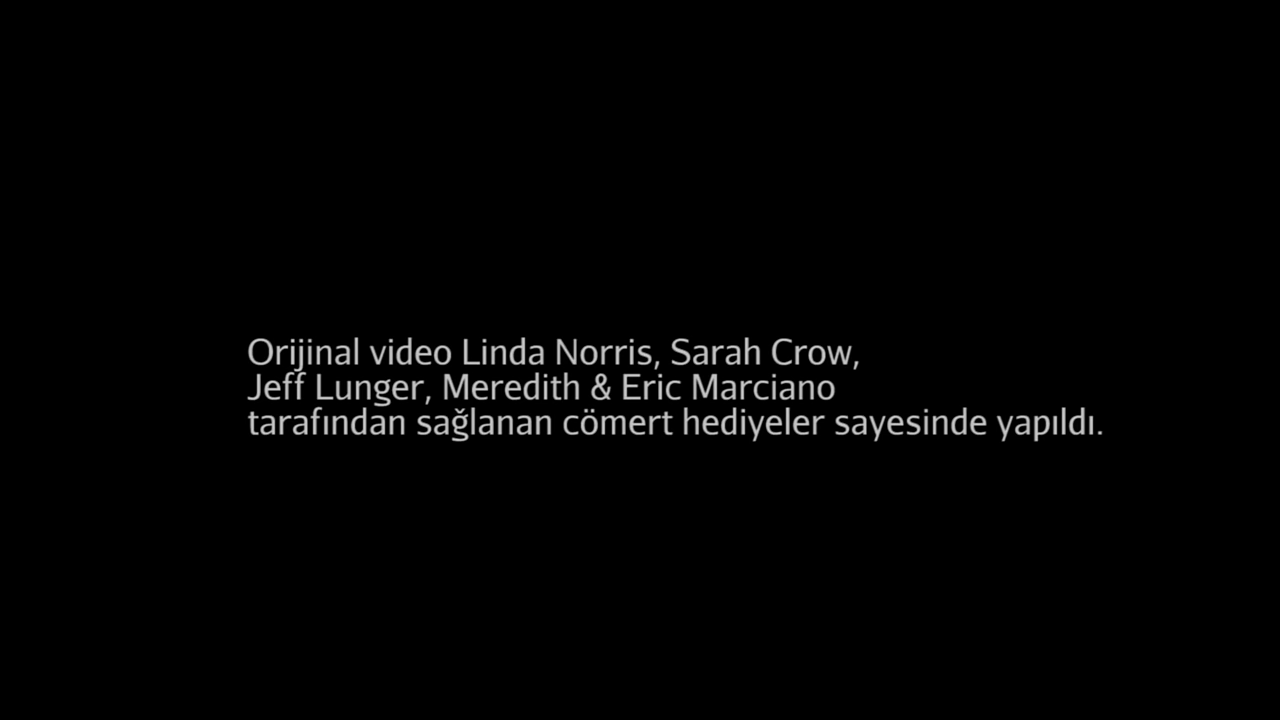 Orijinal video Linda Norris, Sarah Crow,
Jeff Lunger, Meredith & Eric Marciano
tarafından sağlanan cömert hediyeler sayesinde yapıldı.